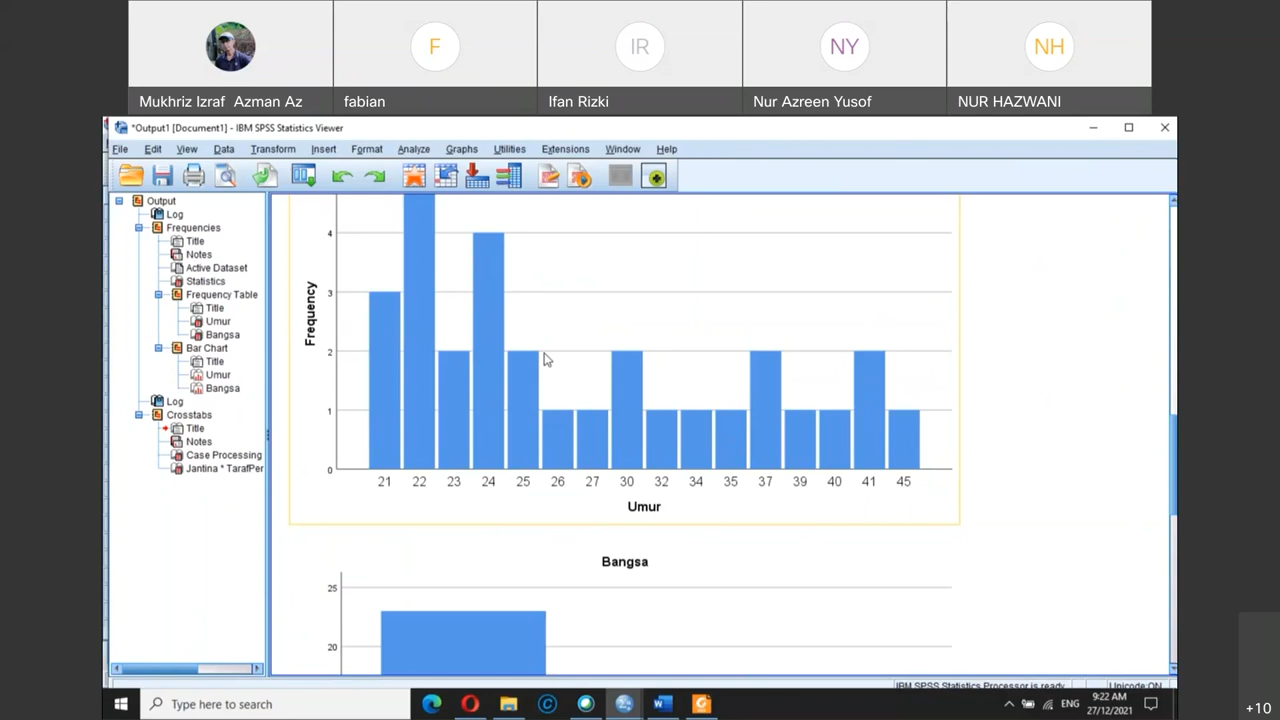 F
IR
NY
NH
Mukhriz Izraf Azman Az
fabian
Ifan Rizki
Nur Azreen Yusof
NUR HAZWANI
*Output1 [Document1] - IBM SPSS Statistics Viewer
File Edit View Data Transform Insert Format Analyze Graphs Utilities Extensions Window Help
Output
Log
Frequencies
Title
Notes
Active Dataset
Statistics
Frequency Table
Title
Umur
Bangsa
Bar Chart
Title
Umur
Bangsa
Log
Crosstabs
Title
Notes
Case Processing
Jantina * TarafPer
Frequency
4
3
2
1
0
21 22 23 24 25 26 27 30 32 34 35 37 39 40 41 45
Umur
Bangsa
25
20
IBM SPSS Statistics Processor is ready
Unicode:ON
Type here to search
ENG
9:22 AM
27/12/2021
+10